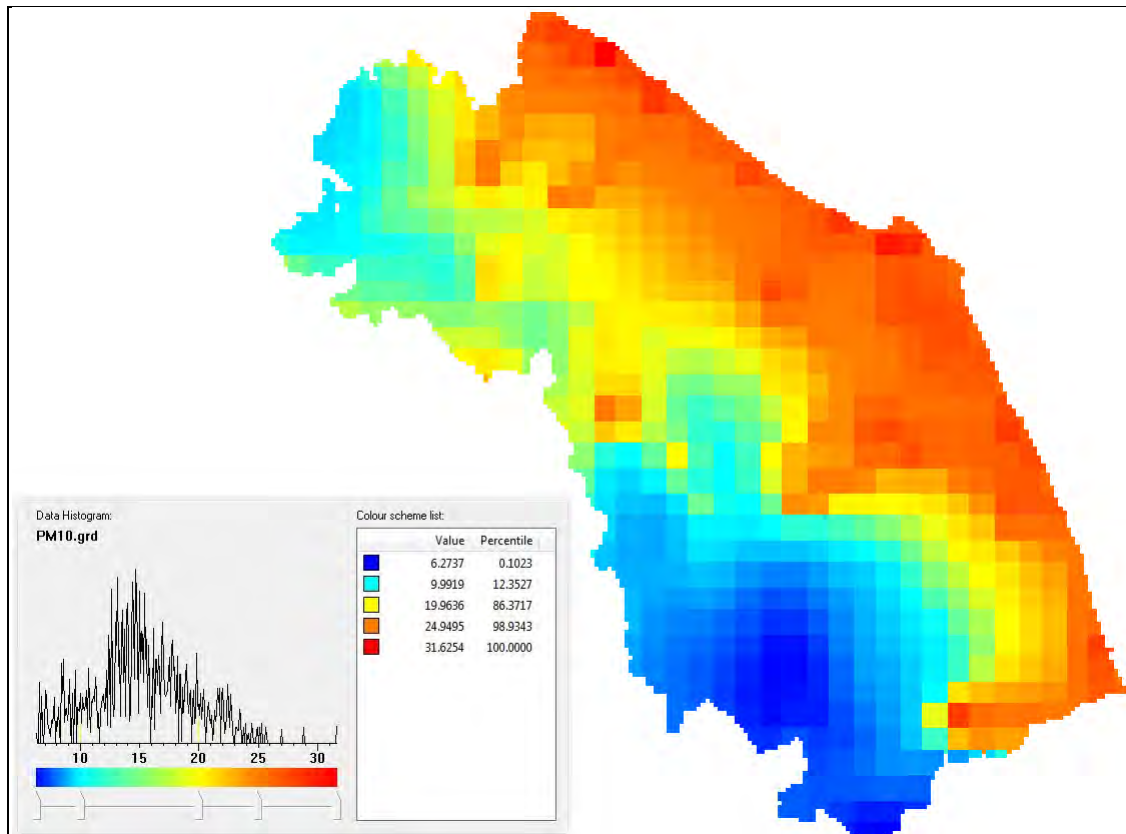 Data Histogram:
PM10.grd
10 15 20 25 30
Colour scheme list:
Value Percentile
6.2737 0.1023
9.9919 12.3527
19.9636 86.3717
24.9495 98.9343
31.6254 100.0000